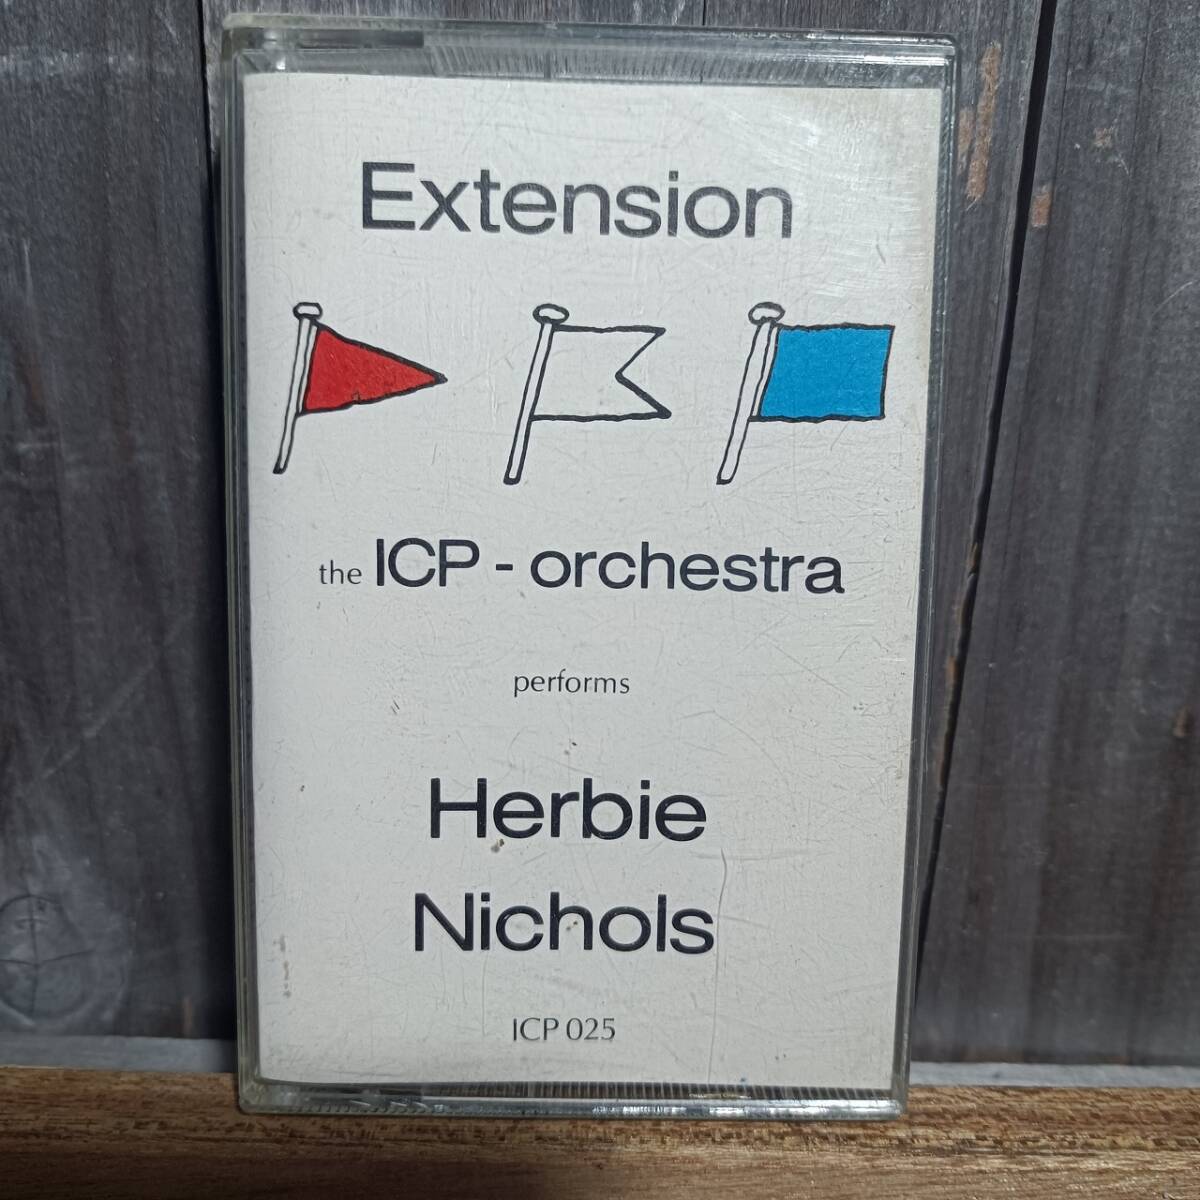 Extension
the ICP - orchestra
performs
Herbie
Nichols
ICP 025